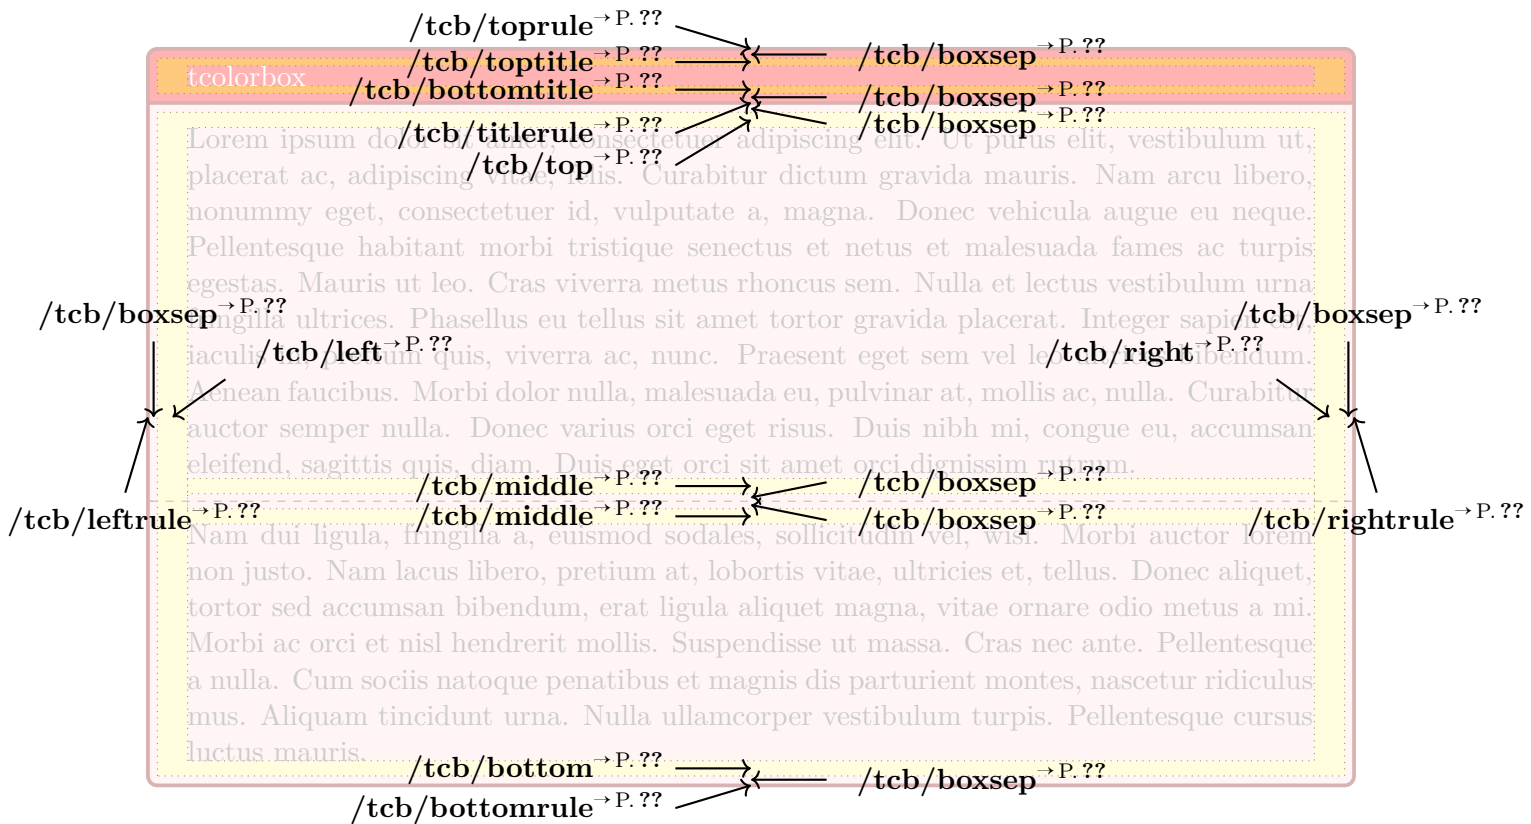 /tcb/toprule→P. ??
/tcb/boxsep→P. ??
/tcb/toptitle→P. ??
tcolorbox
/tcb/bottomtitle→P. ??
/tcb/boxsep→P. ??
/tcb/boxsep→P. ??
/tcb/titlerule→P. ??
Lorem ipsum dolor sit amet, consectetuer adipiscing elit. Ut purus elit, vestibulum ut,
/tcb/top→P. ??
placerat ac, adipiscing vitae, felis. Curabitur dictum gravida mauris. Nam arcu libero,
nonummy eget, consectetuer id, vulputate a, magna. Donec vehicula augue eu neque.
Pellentesque habitant morbi tristique senectus et netus et malesuada fames ac turpis
egestas. Mauris ut leo. Cras viverra metus rhoncus sem. Nulla et lectus vestibulum urna
/tcb/boxsep→P. ??
/tcb/boxsep→P. ??
fringilla ultrices. Phasellus eu tellus sit amet tortor gravida placerat. Integer sapien est,
/tcb/left→P. ??
/tcb/right→P. ??
iaculis in, pretium quis, viverra ac, nunc. Praesent eget sem vel leo ultrices bibendum.
Aenean faucibus. Morbi dolor nulla, malesuada eu, pulvinar at, mollis ac, nulla. Curabitur
auctor semper nulla. Donec varius orci eget risus. Duis nibh mi, congue eu, accumsan
eleifend, sagittis quis, diam. Duis eget orci sit amet orci dignissim rutrum.
/tcb/middle→P. ??
/tcb/boxsep→P. ??
/tcb/middle→P. ??
/tcb/boxsep→P. ??
/tcb/leftrule→P. ??
/tcb/rightrule→P. ??
Nam dui ligula, fringilla a, euismod sodales, sollicitudin vel, wisi. Morbi auctor lorem
non justo. Nam lacus libero, pretium at, lobortis vitae, ultricies et, tellus. Donec aliquet,
tortor sed accumsan bibendum, erat ligula aliquet magna, vitae ornare odio metus a mi.
Morbi ac orci et nisl hendrerit mollis. Suspendisse ut massa. Cras nec ante. Pellentesque
a nulla. Cum sociis natoque penatibus et magnis dis parturient montes, nascetur ridiculus
mus. Aliquam tincidunt urna. Nulla ullamcorper vestibulum turpis. Pellentesque cursus
luctus mauris.
/tcb/bottom→P. ??
/tcb/boxsep→P. ??
/tcb/bottomrule→P. ??